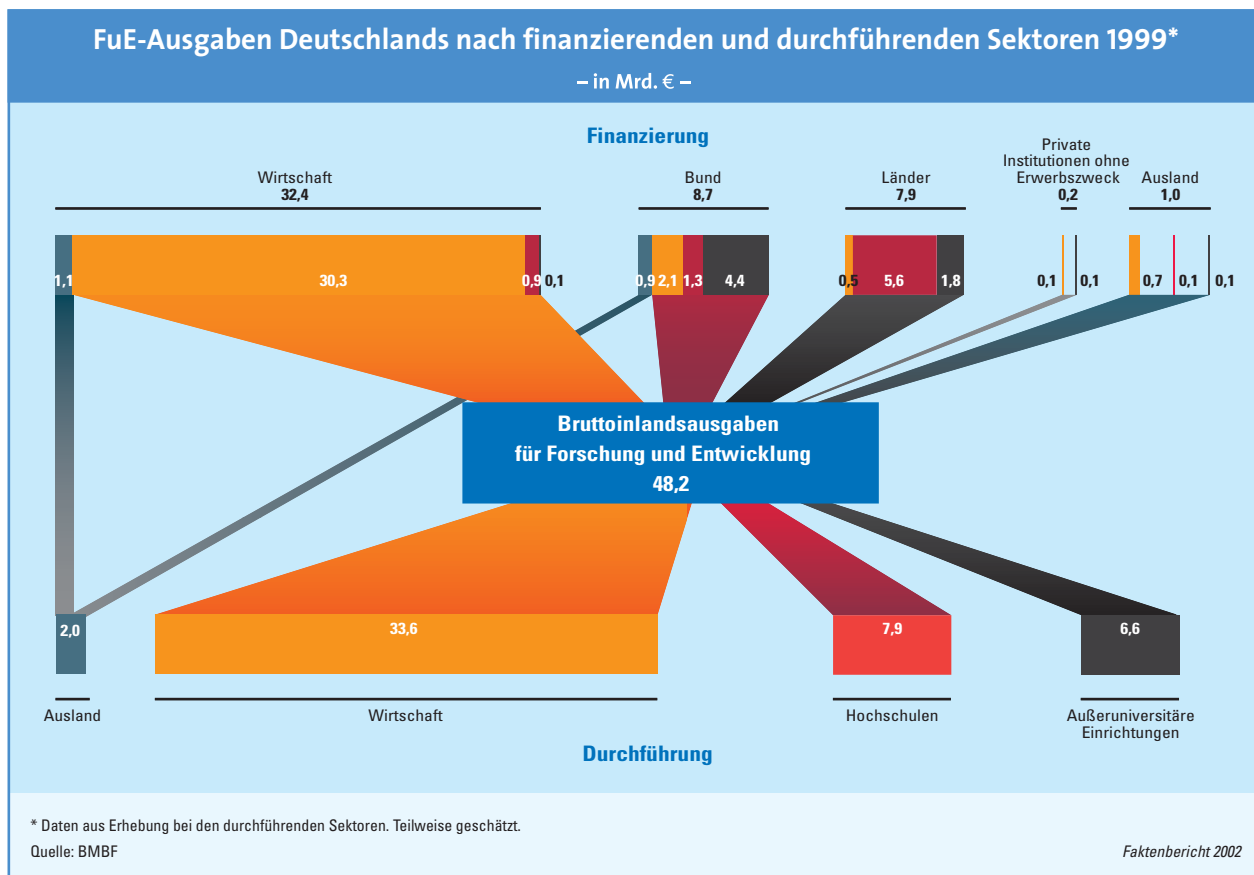 FuE-Ausgaben Deutschlands nach finanzierenden und durchführenden Sektoren 1999*
– in Mrd. € –
Finanzierung
Wirtschaft
32,4
Bund
8,7
Länder
7,9
Private
Institutionen ohne
Erwerbszweck
0,2
Ausland
1,0
1,1 30,3 0,9 0,1 0,9 2,1 1,3 4,4 0,5 5,6 1,8 0,1 0,1 0,7 0,1 0,1
Bruttoinlandsausgaben
für Forschung und Entwicklung
48,2
2,0 33,6 7,9 6,6
Ausland
Wirtschaft
Hochschulen
Außeruniversitäre
Einrichtungen
Durchführung
* Daten aus Erhebung bei den durchführenden Sektoren. Teilweise geschätzt.
Quelle: BMBF
Faktenbericht 2002